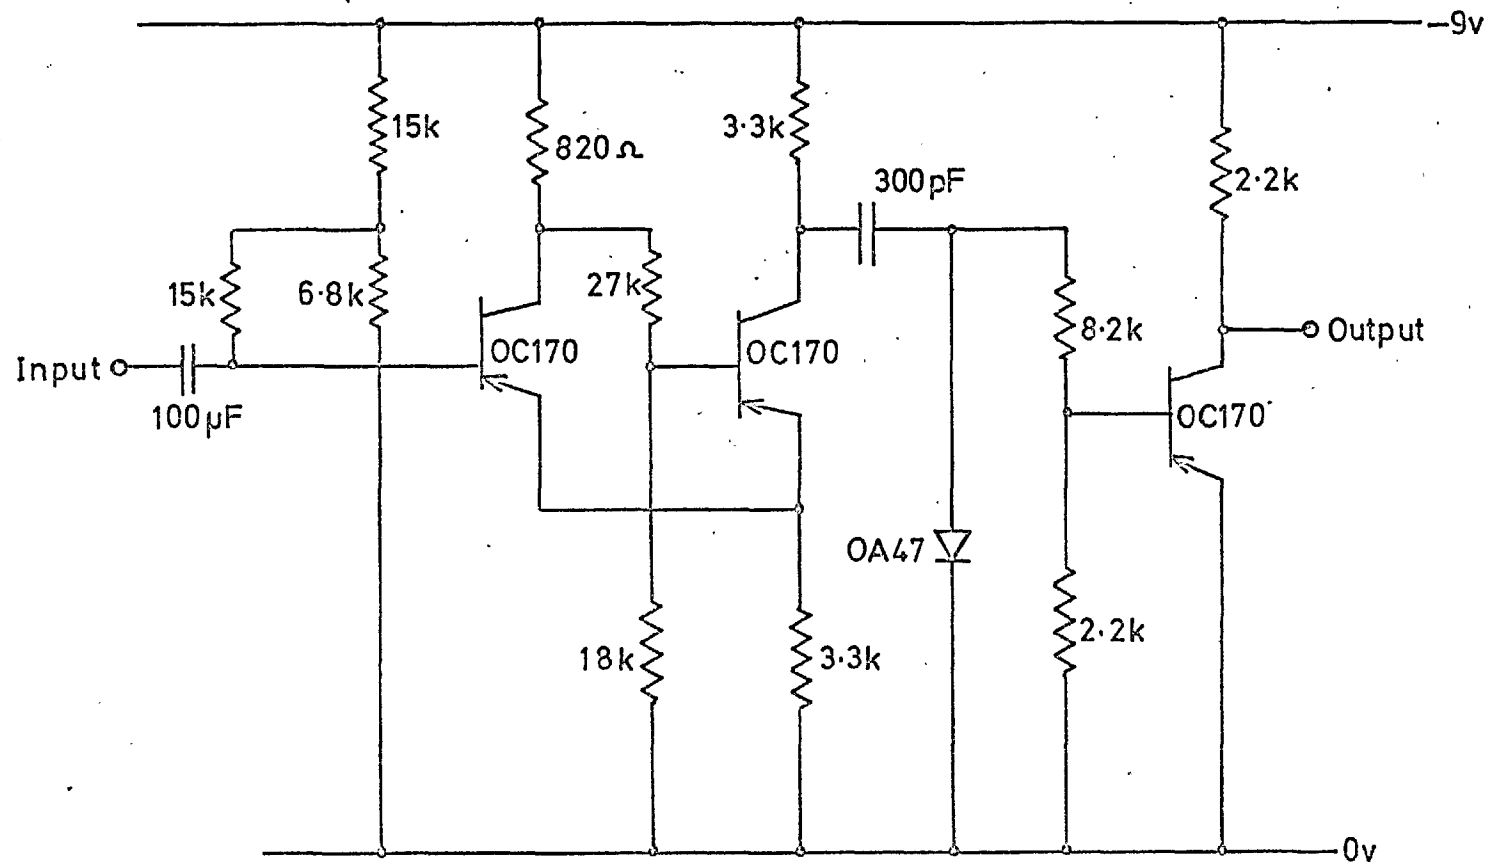 -9v
15k
820Ω
3·3k
300pF
2·2k
15k
6·8k
27k
8·2k
Output
Input
OC170
OC170
100µF
OC170
OA47
18k
3·3k
2·2k
0v